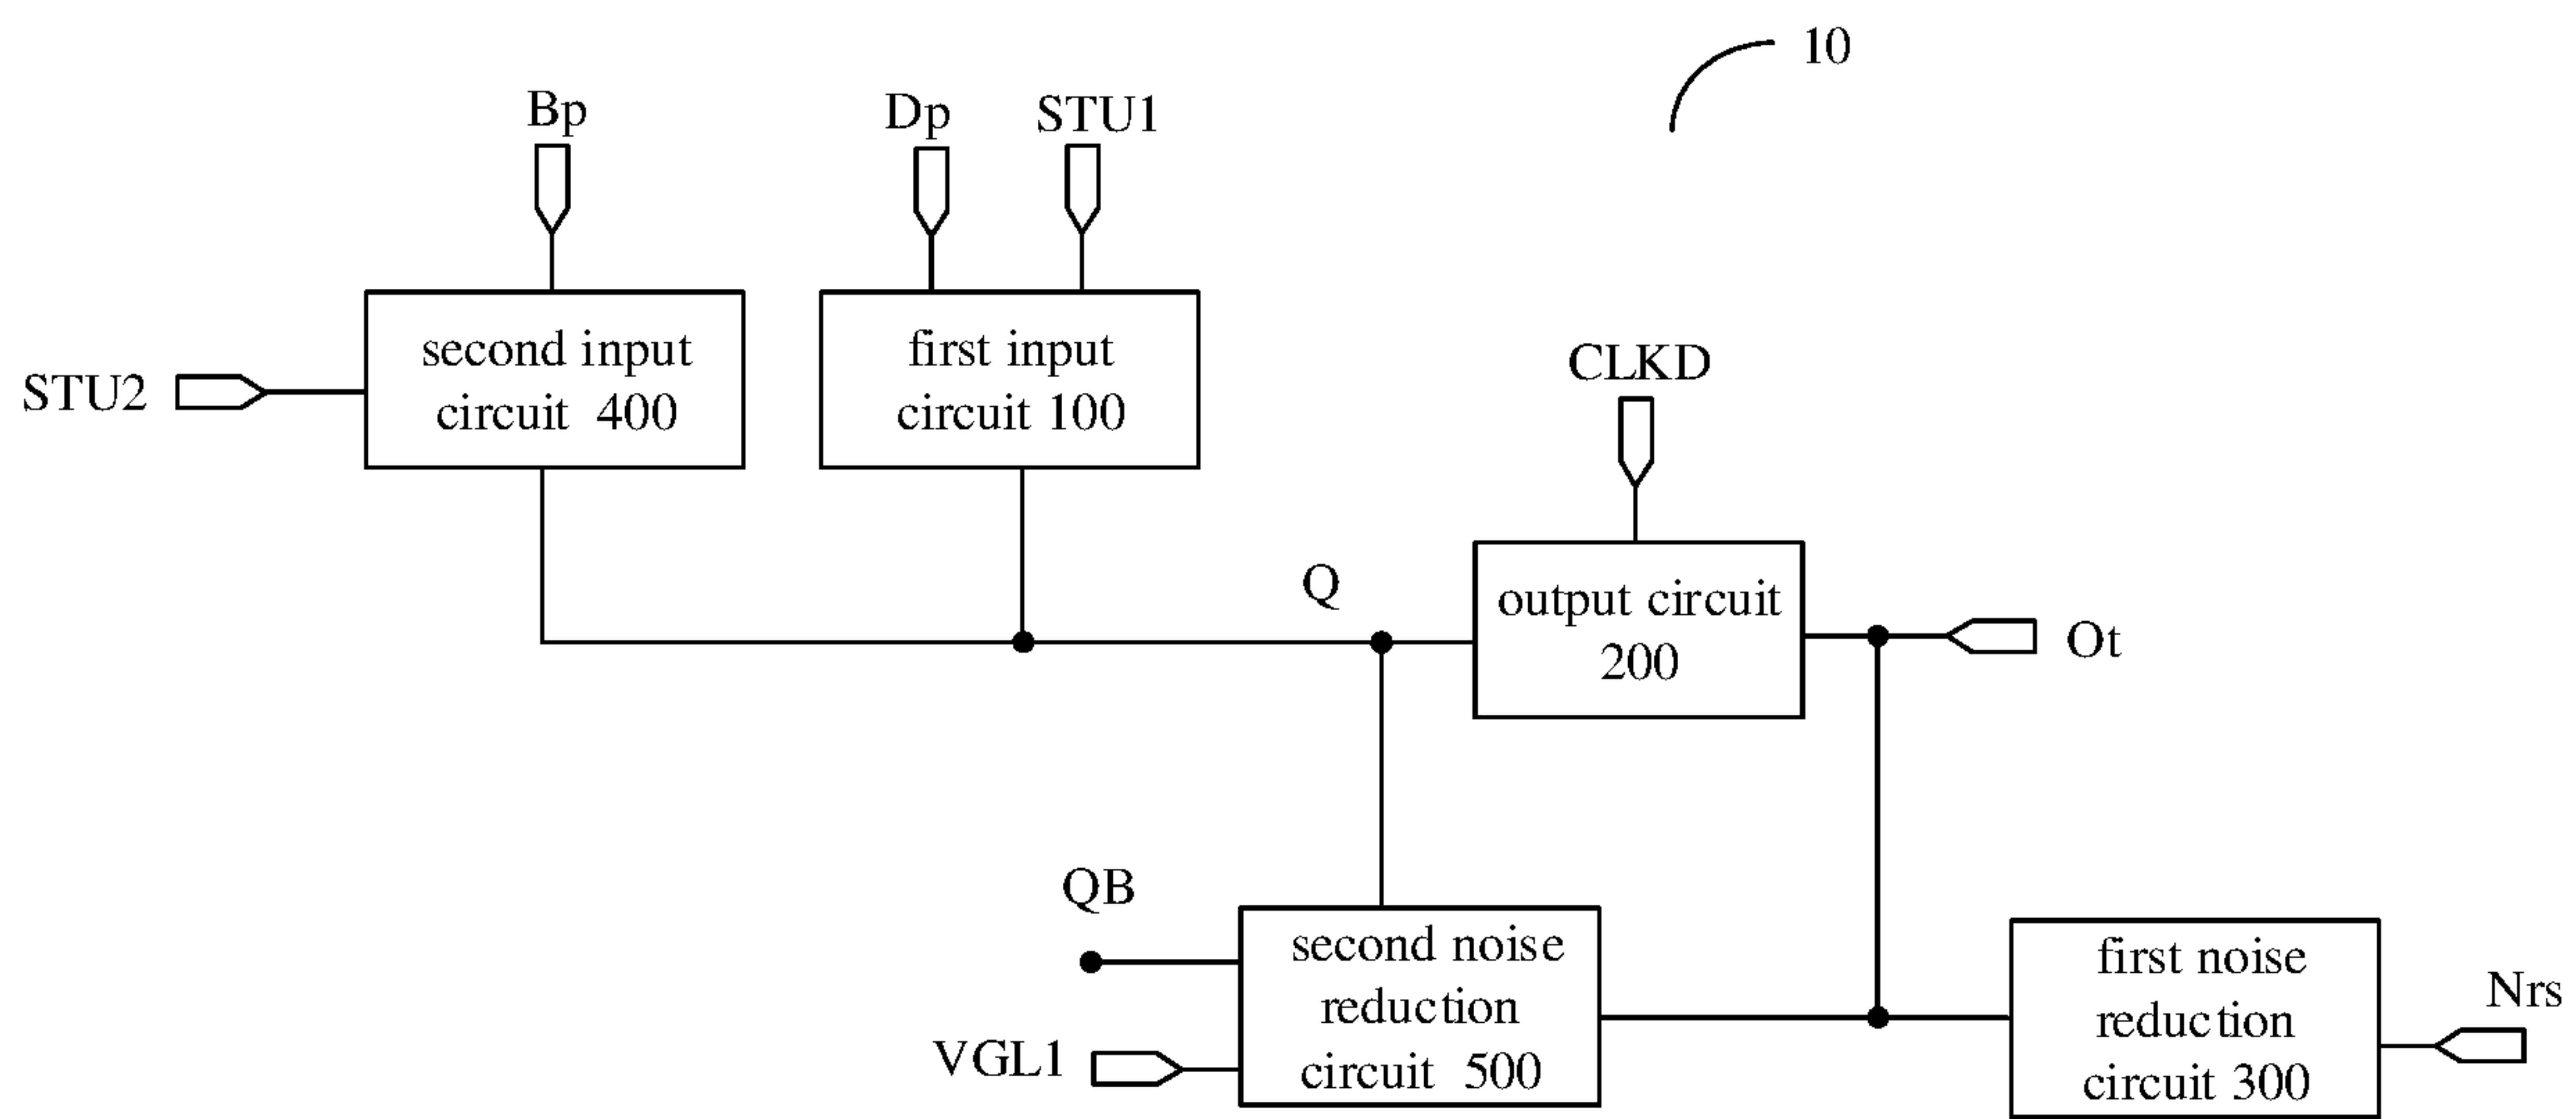 10
Bp
Dp
STU1
second input
circuit 400
first input
circuit 100
STU2
CLKD
Q
output circuit
200
Ot
QB
second noise
reduction
circuit 500
first noise
reduction
circuit 300
Nrs
VGL1